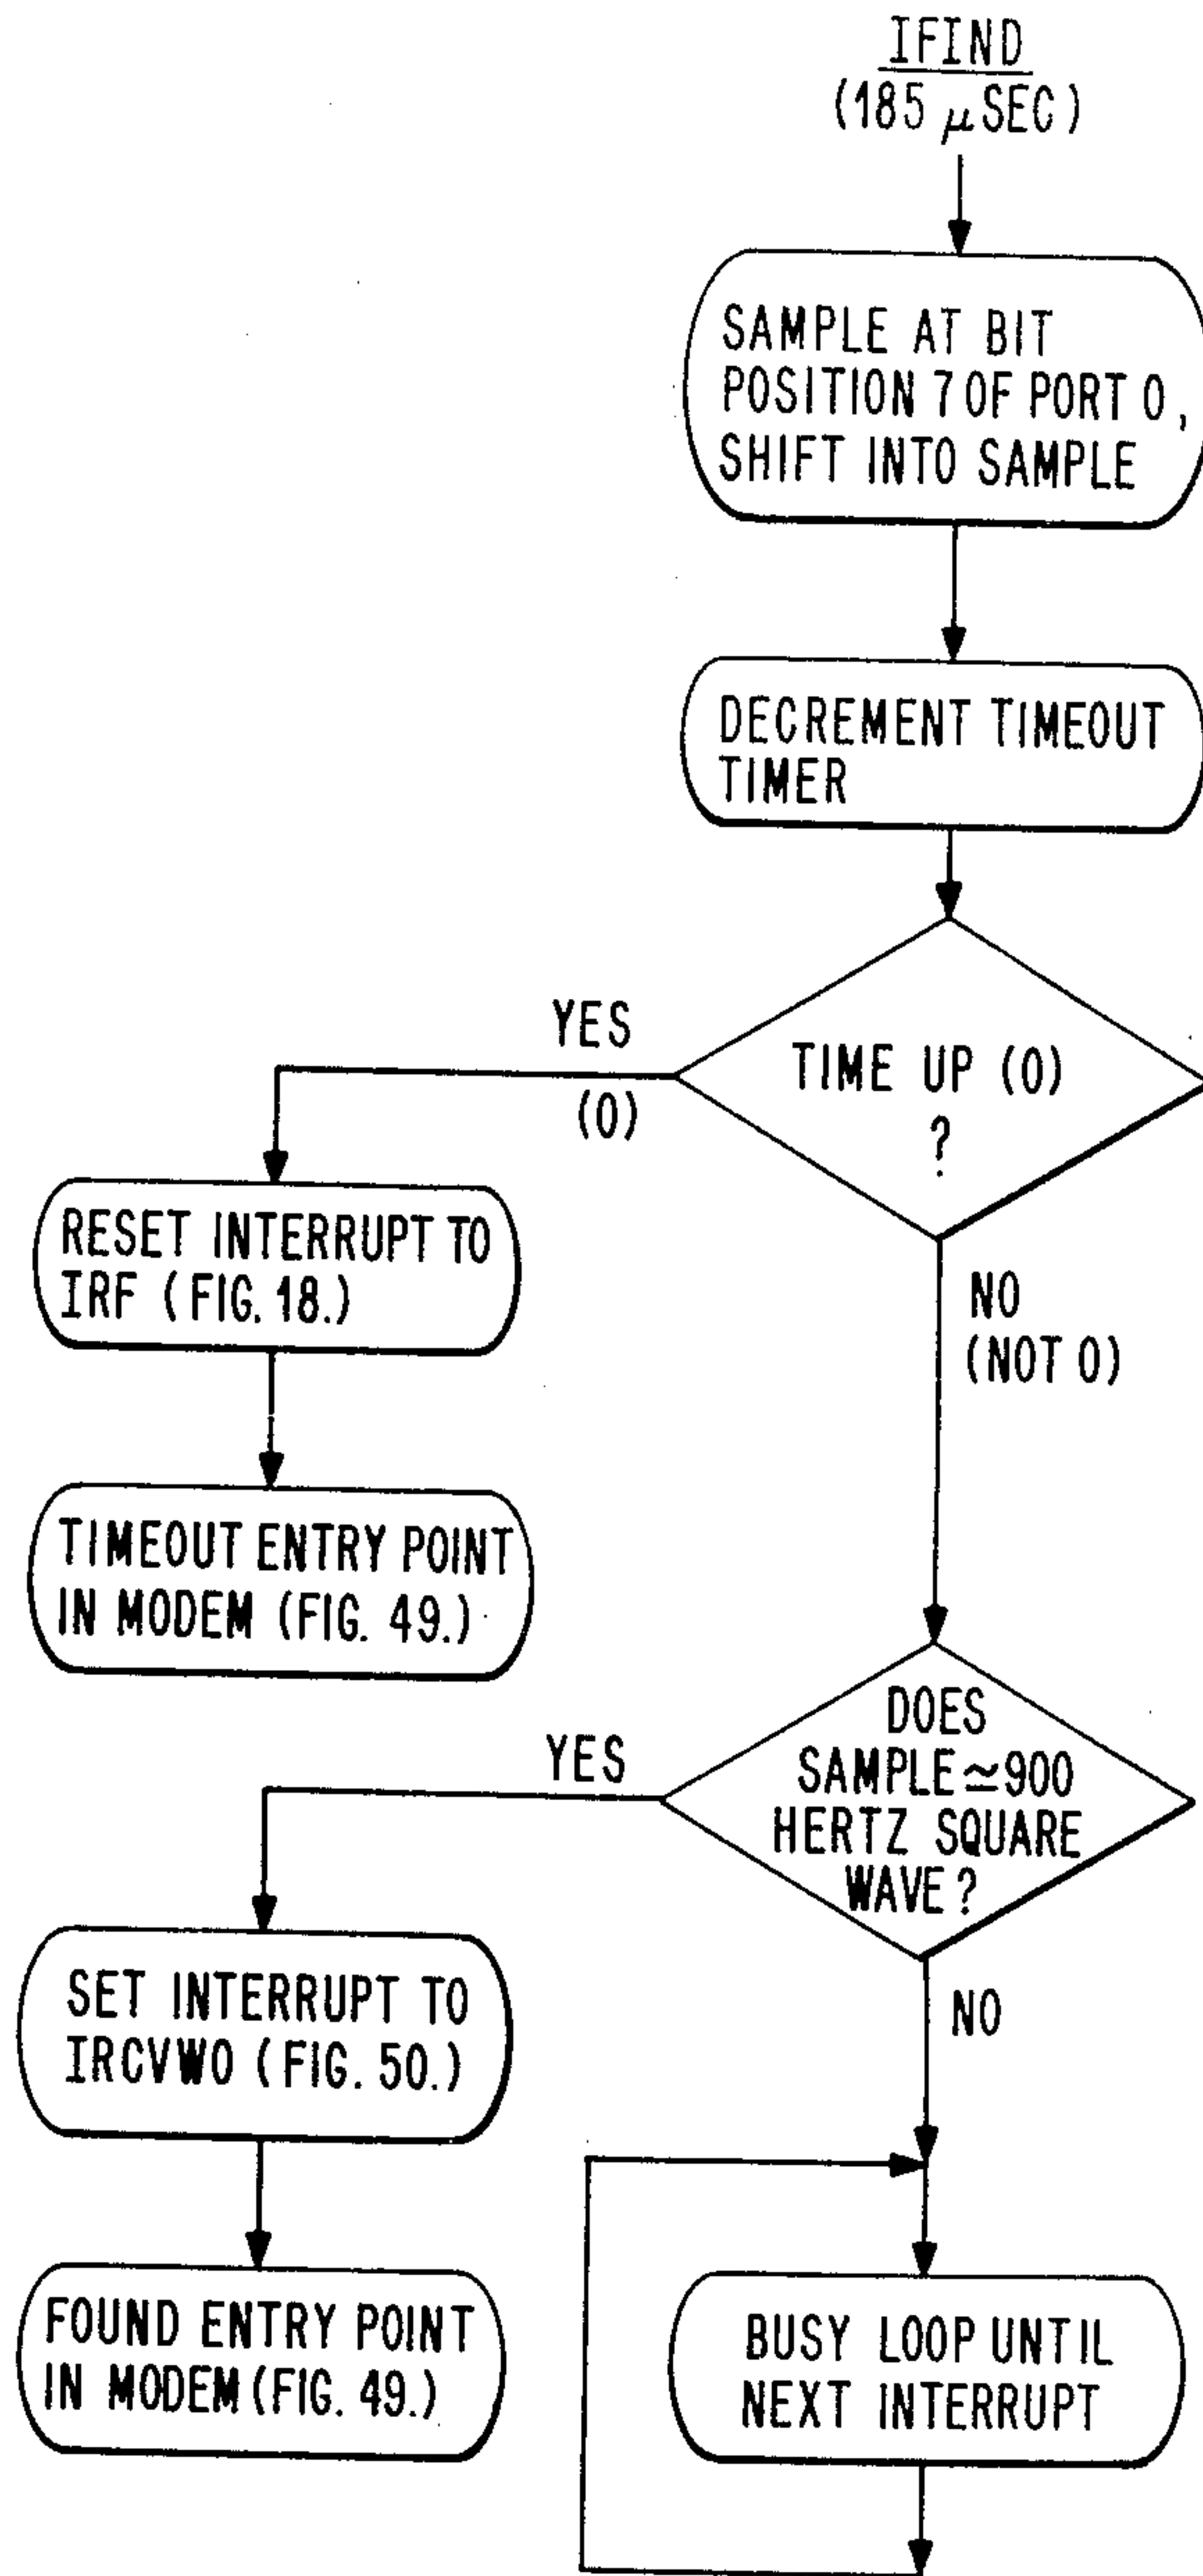 IFIND
(185 μSEC)
SAMPLE AT BIT
POSITION 7 OF PORT 0,
SHIFT INTO SAMPLE
DECREMENT TIMEOUT
TIMER
TIME UP (0)
?
YES
(0)
RESET INTERRUPT TO
IRF (FIG. 18.)
TIMEOUT ENTRY POINT
IN MODEM (FIG. 49.)
NO
(NOT 0)
DOES
SAMPLE≃900
HERTZ SQUARE
WAVE?
YES
SET INTERRUPT TO
IRCVW0 (FIG. 50.)
FOUND ENTRY POINT
IN MODEM (FIG. 49.)
NO
BUSY LOOP UNTIL
NEXT INTERRUPT